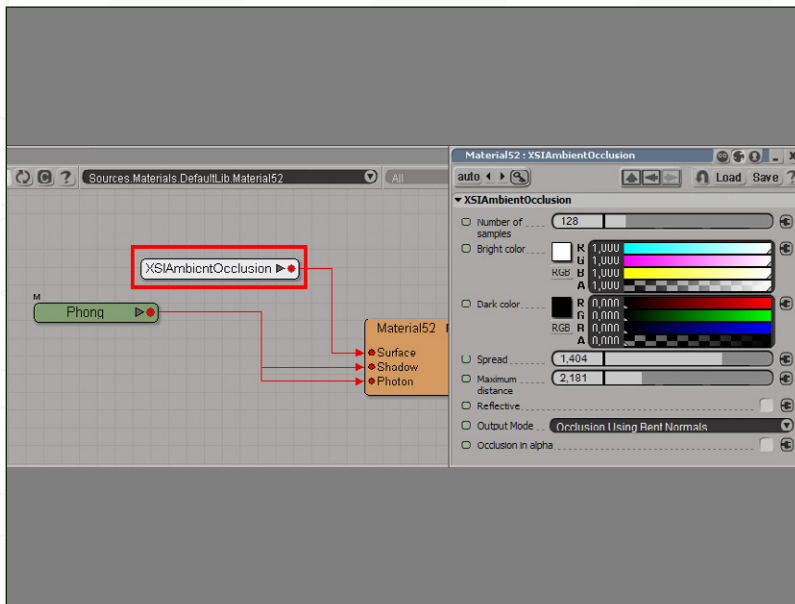 Material52 : XSIAmbientOcclusion
auto
Load Save ?
C ? Sources.Materials.DefaultLib.Material52 All
XSIAmbientOcclusion
Number of samples 128
Bright color R 1,000
G 1,000
RGB B 1,000
A 1,000
Dark color R 0,000
G 0,000
RGB B 0,000
A 0,000
Spread 1,404
Maximum distance 2,181
Reflective
Output Mode Occlusion Using Bent Normals
Occlusion in alpha
XSIAmbientOcclusion
M
Phong
Material52
Surface
Shadow
Photon